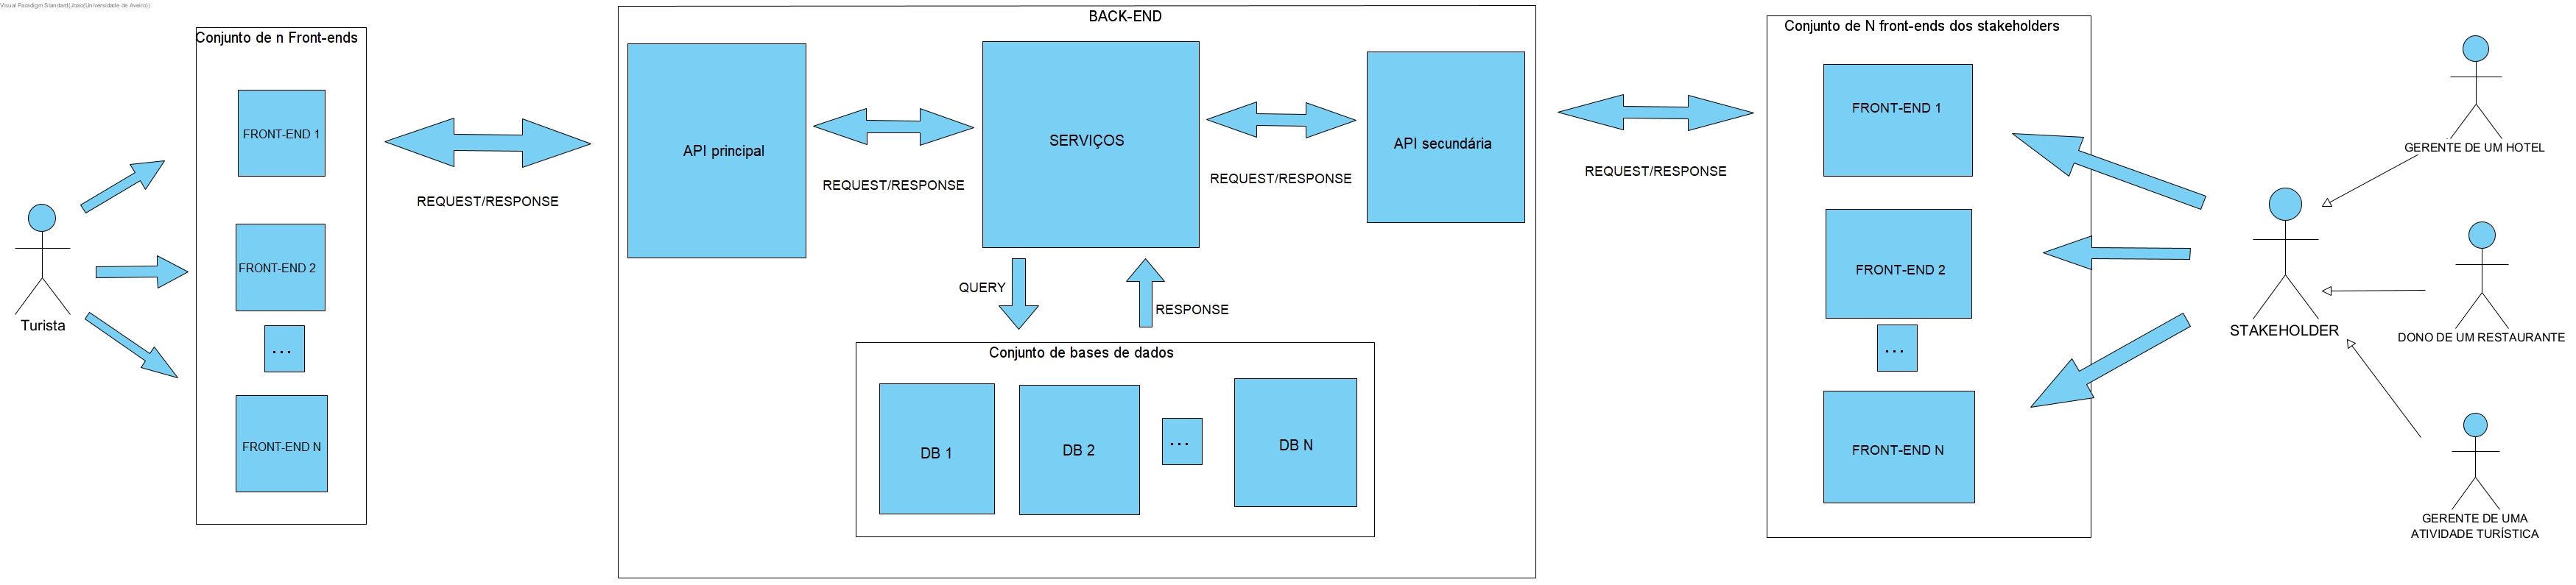 Visual Paradigm Standard(Joao(Universidade de Aveiro))
Conjunto de n Front-ends
FRONT-END 1
FRONT-END 2
...
FRONT-END N
Turista
REQUEST/RESPONSE
BACK-END
API principal
REQUEST/RESPONSE
SERVIÇOS
REQUEST/RESPONSE
API secundária
QUERY
RESPONSE
Conjunto de bases de dados
DB 1
DB 2
...
DB N
REQUEST/RESPONSE
Conjunto de N front-ends dos stakeholders
FRONT-END 1
FRONT-END 2
...
FRONT-END N
STAKEHOLDER
GERENTE DE UM HOTEL
DONO DE UM RESTAURANTE
GERENTE DE UMA
ATIVIDADE TURÍSTICA